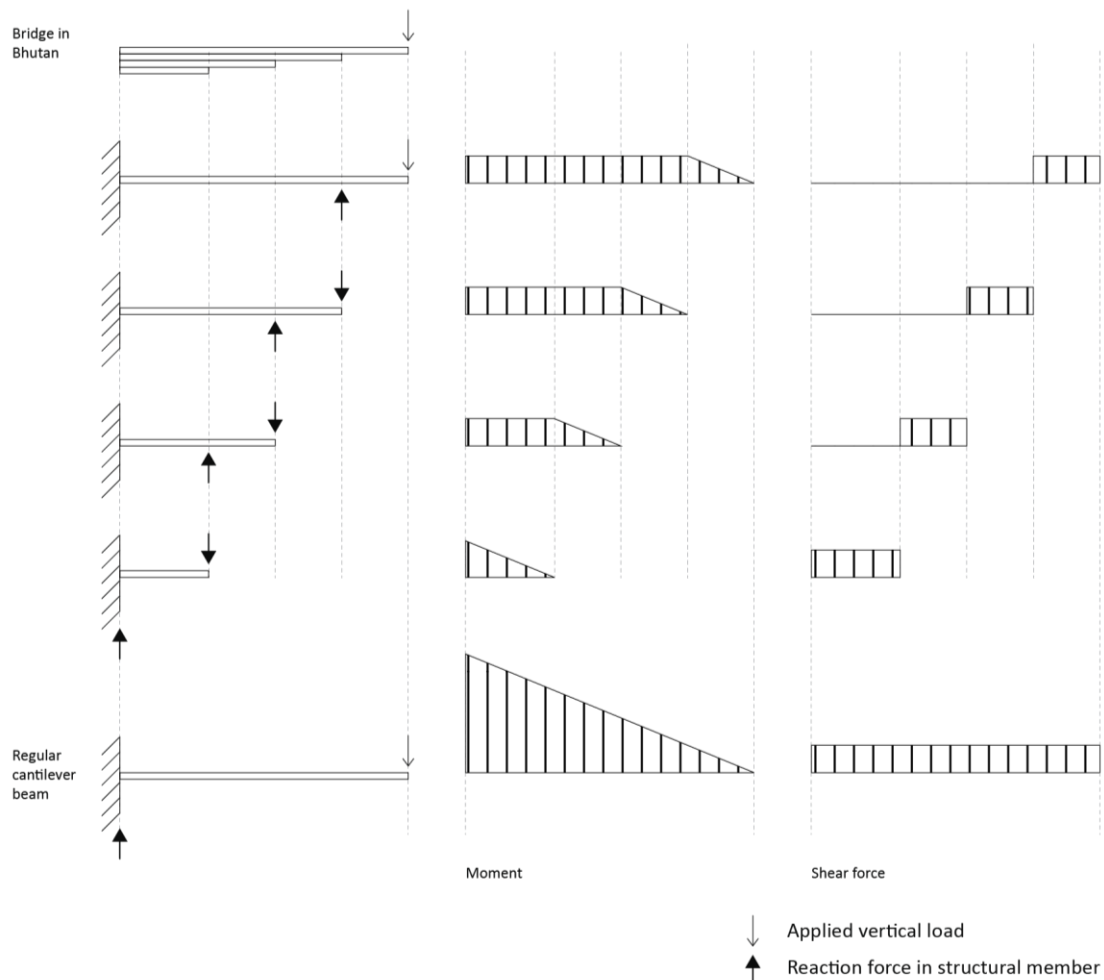 Bridge in
Bhutan
Regular
cantilever
beam
Moment
Shear force
Applied vertical load
Reaction force in structural member